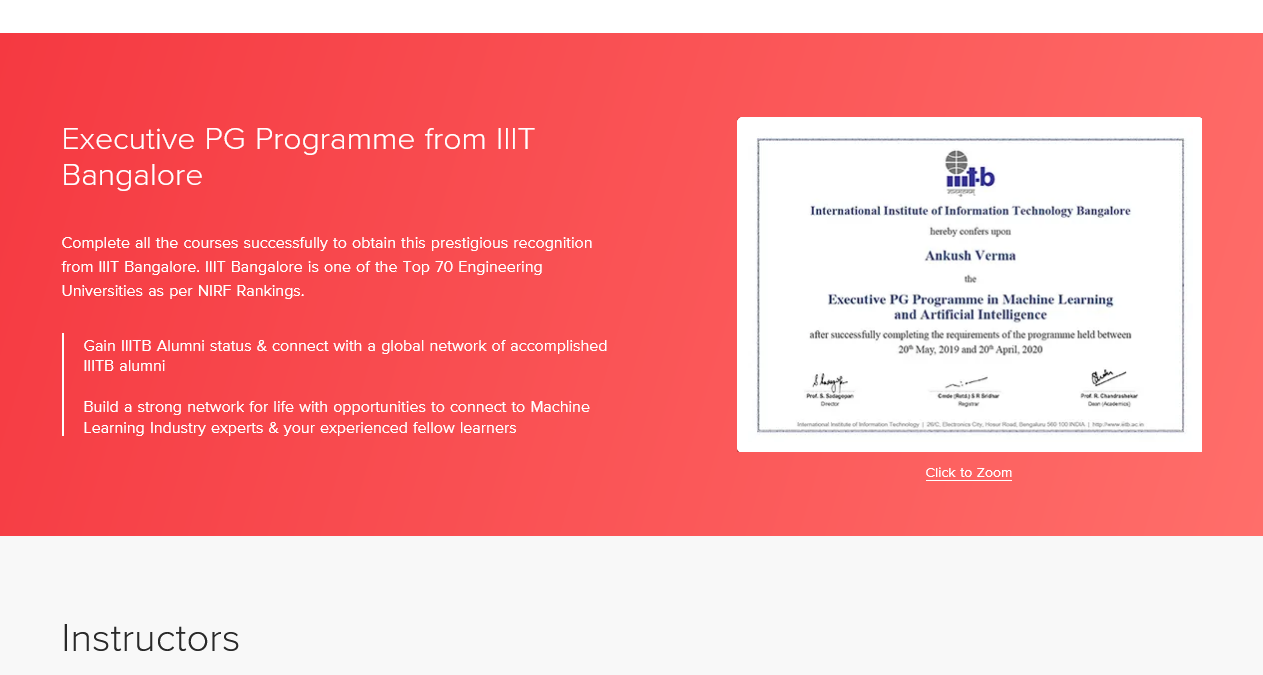 Executive PG Programme from IIIT
Bangalore
Complete all the courses successfully to obtain this prestigious recognition
from IIIT Bangalore. IIIT Bangalore is one of the Top 70 Engineering
Universities as per NIRF Rankings.
Gain IIITB Alumni status & connect with a global network of accomplished
IIITB alumni
Build a strong network for life with opportunities to connect to Machine
Learning Industry experts & your experienced fellow learners
iiit-b
International Institute of Information Technology Bangalore
hereby confers upon
Ankush Verma
the
Executive PG Programme in Machine Learning
and Artificial Intelligence
after successfully completing the requirements of the programme held between
20th May, 2019 and 20th April, 2020
Prof. S. Sadagopan
Director
Cmde (Retd.) S R Sridhar
Registrar
Prof. R. Chandrashekar
Dean (Academics)
International Institute of Information Technology | 26/C, Electronics City, Hosur Road, Bengaluru 560 100 INDIA. | http://www.iiitb.ac.in
Click to Zoom
Instructors